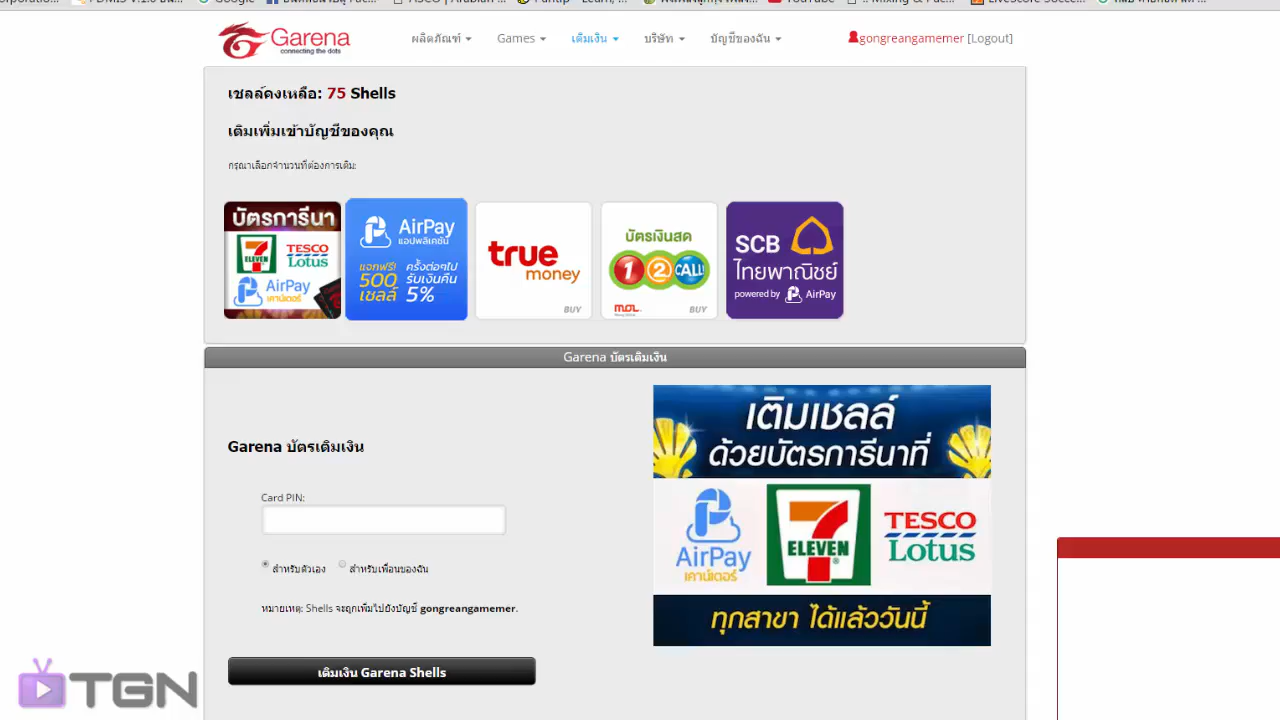 Garena
connecting the dots
ผลิตภัณฑ์
Games
เติมเงิน
บริษัท
บัญชีของฉัน
gongreangamemer [Logout]
เชลล์คงเหลือ: 75 Shells
เติมเพิ่มเข้าบัญชีของคุณ
กรุณาเลือกจำนวนที่ต้องการเติม:
บัตรการีนา
7 ELEVEN
TESCO
Lotus
AirPay
เคาน์เตอร์
AirPay
แอปพลิเคชัน
แจกฟรี!
500
เชลล์
ครั้งต่อๆไป
รับเงินคืน
5%
true
money
BUY
บัตรเงินสด
1 2 CALL!
MOL
BUY
SCB
ไทยพาณิชย์
powered by AirPay
Garena บัตรเติมเงิน
Garena บัตรเติมเงิน
Card PIN:
สำหรับตัวเอง
สำหรับเพื่อนของฉัน
หมายเหตุ: Shells จะถูกเพิ่มไปยังบัญชี gongreangamemer.
เติมเงิน Garena Shells
เติมเชลล์
ด้วยบัตรการีนาที่
AirPay
เคาน์เตอร์
7 ELEVEN
TESCO
Lotus
ทุกสาขา ได้แล้ววันนี้
TGN